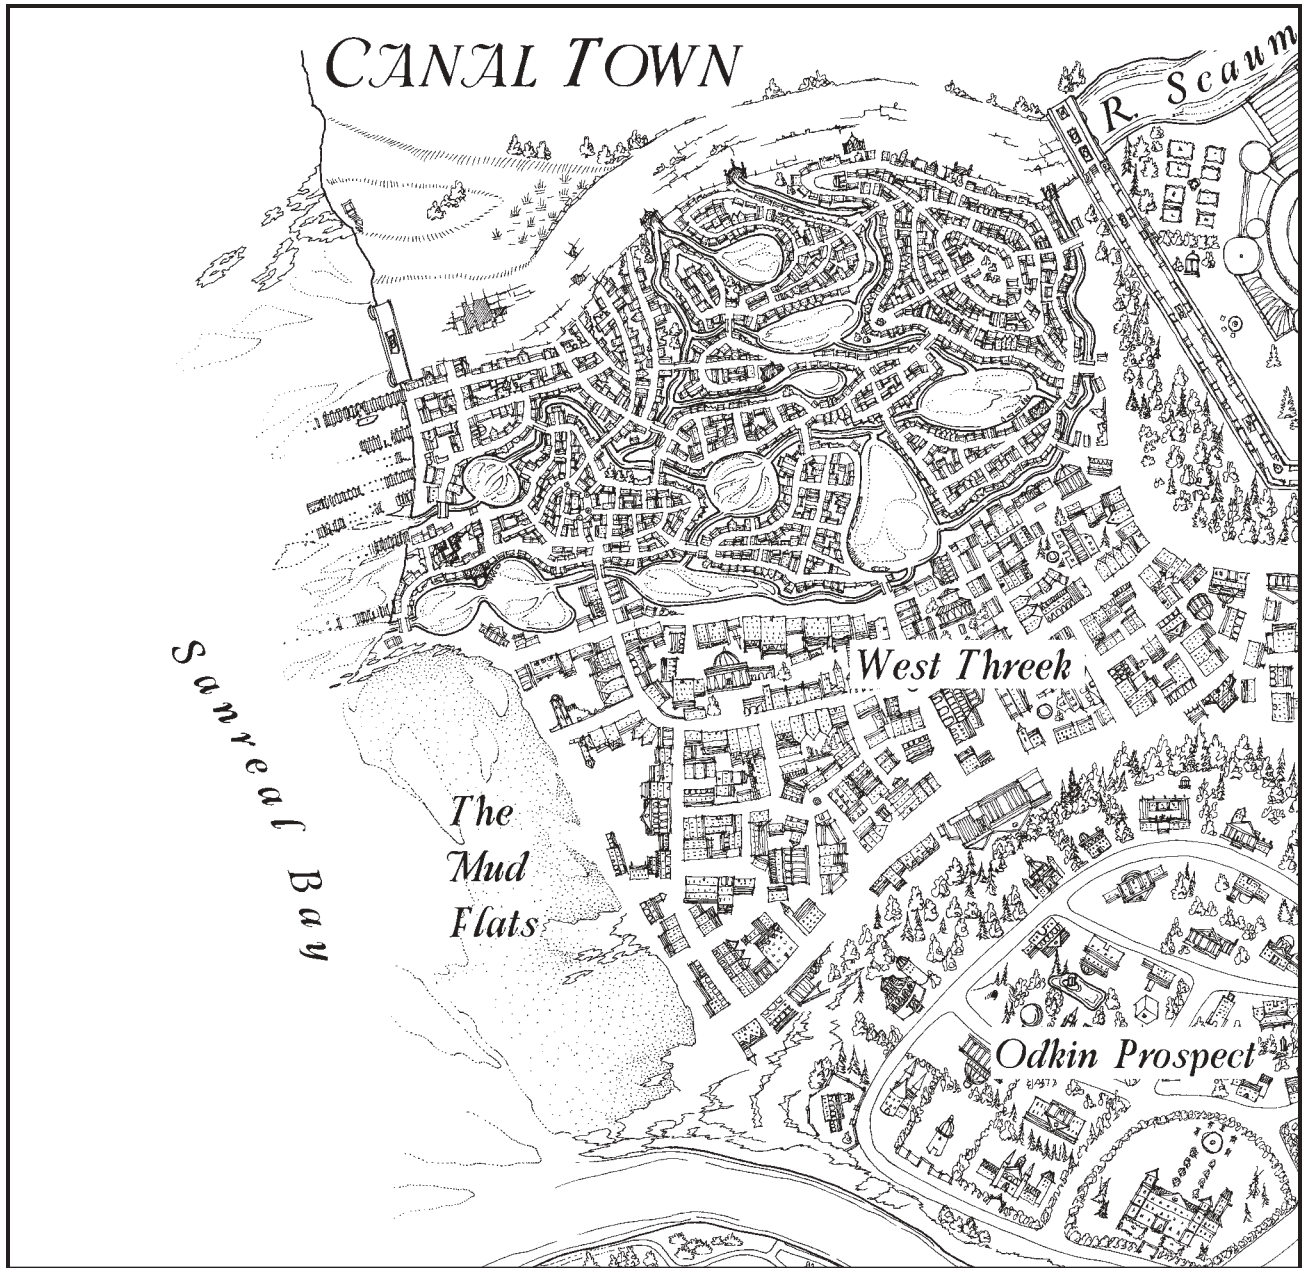 CANAL TOWN
R. Scaum
West Threek
Sanreal Bay
The
Mud
Flats
Odkin Prospect